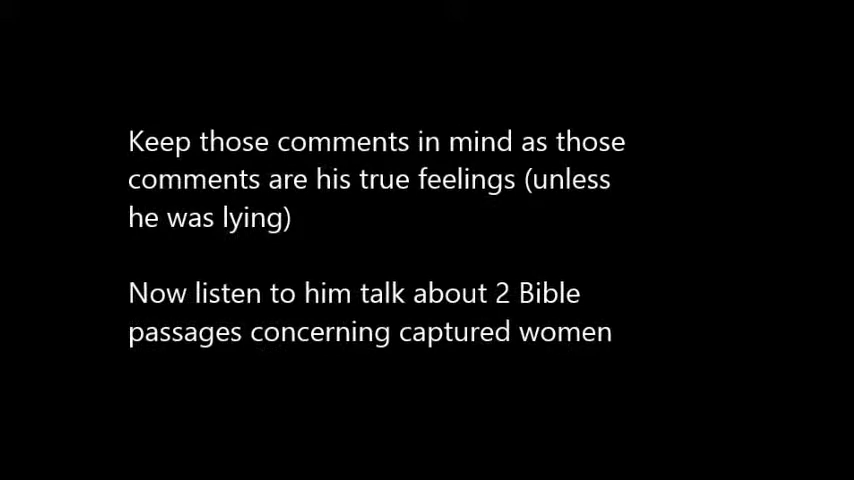 Keep those comments in mind as those
comments are his true feelings (unless
he was lying)
Now listen to him talk about 2 Bible
passages concerning captured women